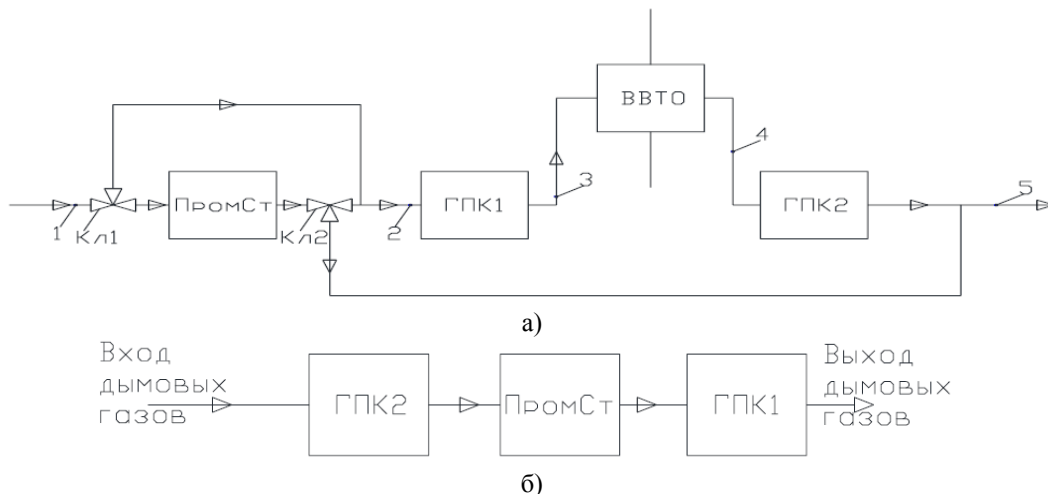 ВВТО
4
3
5
ПромСт
ГПК1
ГПК2
1
Кл1
Кл2
2
а)
Вход
дымовых
газов
ГПК2
ПромСт
ГПК1
Выход
дымовых
газов
б)